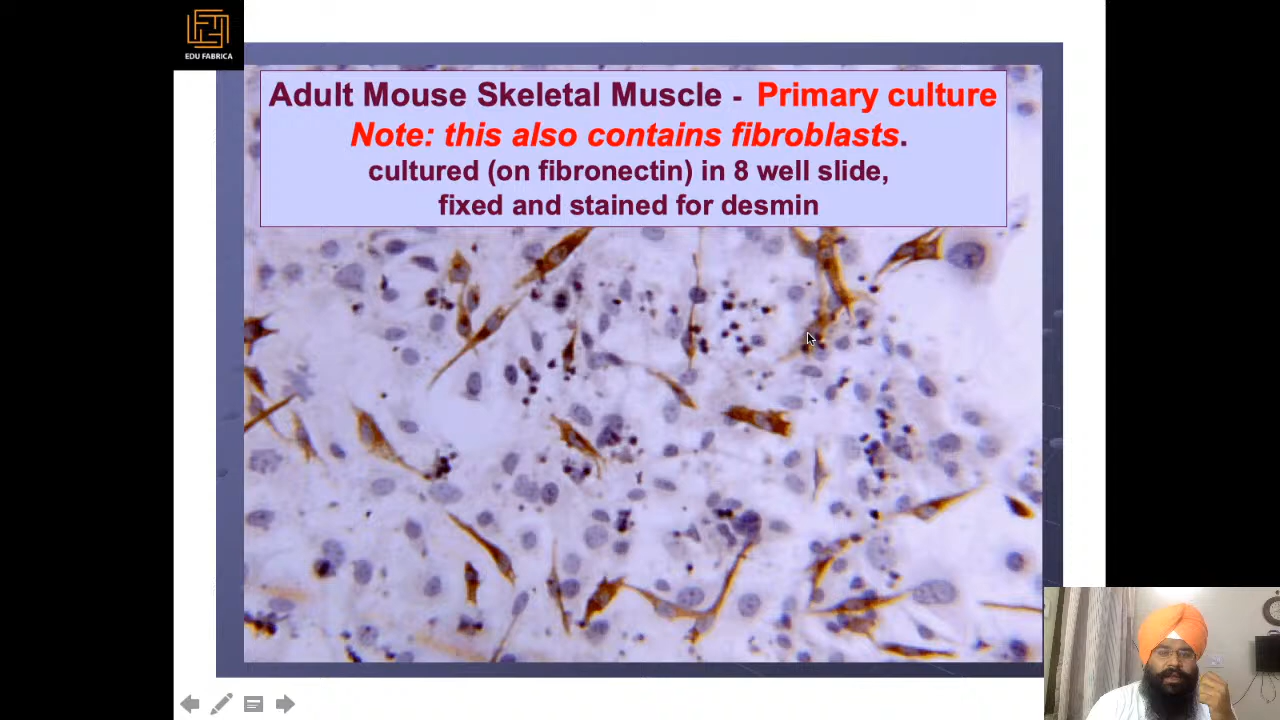 EDU FABRICA
Adult Mouse Skeletal Muscle - Primary culture
Note: this also contains fibroblasts.
cultured (on fibronectin) in 8 well slide,
fixed and stained for desmin